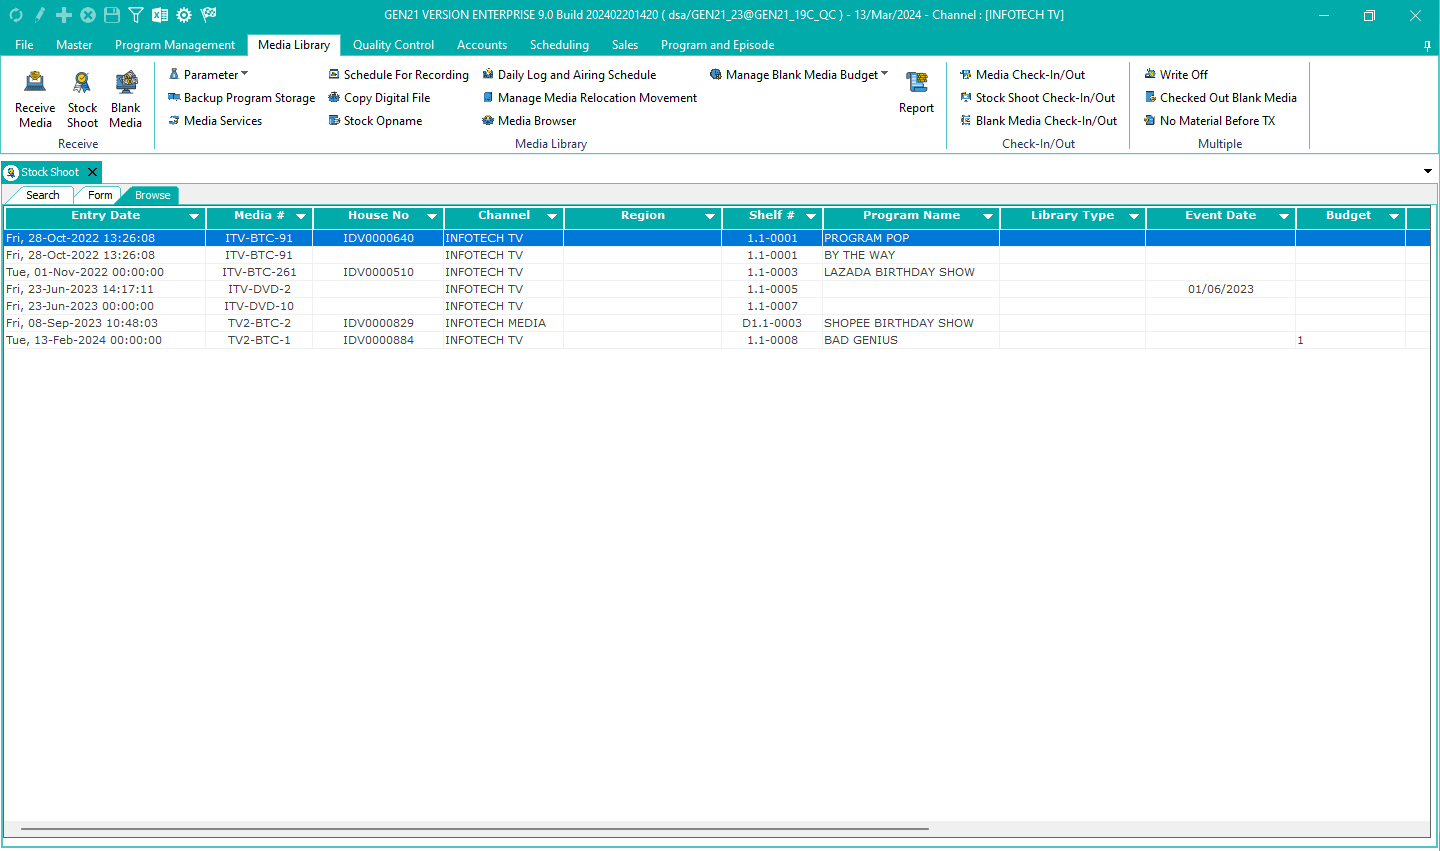 GEN21 VERSION ENTERPRISE 9.0 Build 202402201420 ( dsa/GEN21_23@GEN21_19C_QC ) - 13/Mar/2024 - Channel : [INFOTECH TV]
File Master Program Management Media Library Quality Control Accounts Scheduling Sales Program and Episode
Receive Media
Stock Shoot
Blank Media
Receive
Parameter
Backup Program Storage
Media Services
Schedule For Recording
Copy Digital File
Stock Opname
Daily Log and Airing Schedule
Manage Media Relocation Movement
Media Browser
Manage Blank Media Budget
Report
Media Library
Media Check-In/Out
Stock Shoot Check-In/Out
Blank Media Check-In/Out
Check-In/Out
Write Off
Checked Out Blank Media
No Material Before TX
Multiple
Stock Shoot
Search Form Browse
Entry Date Media # House No Channel Region Shelf # Program Name Library Type Event Date Budget
Fri, 28-Oct-2022 13:26:08 ITV-BTC-91 IDV0000640 INFOTECH TV 1.1-0001 PROGRAM POP
Fri, 28-Oct-2022 13:26:08 ITV-BTC-91 INFOTECH TV 1.1-0001 BY THE WAY
Tue, 01-Nov-2022 00:00:00 ITV-BTC-261 IDV0000510 INFOTECH TV 1.1-0003 LAZADA BIRTHDAY SHOW
Fri, 23-Jun-2023 14:17:11 ITV-DVD-2 INFOTECH TV 1.1-0005 01/06/2023
Fri, 23-Jun-2023 00:00:00 ITV-DVD-10 INFOTECH TV 1.1-0007
Fri, 08-Sep-2023 10:48:03 TV2-BTC-2 IDV0000829 INFOTECH MEDIA D1.1-0003 SHOPEE BIRTHDAY SHOW
Tue, 13-Feb-2024 00:00:00 TV2-BTC-1 IDV0000884 INFOTECH TV 1.1-0008 BAD GENIUS 1